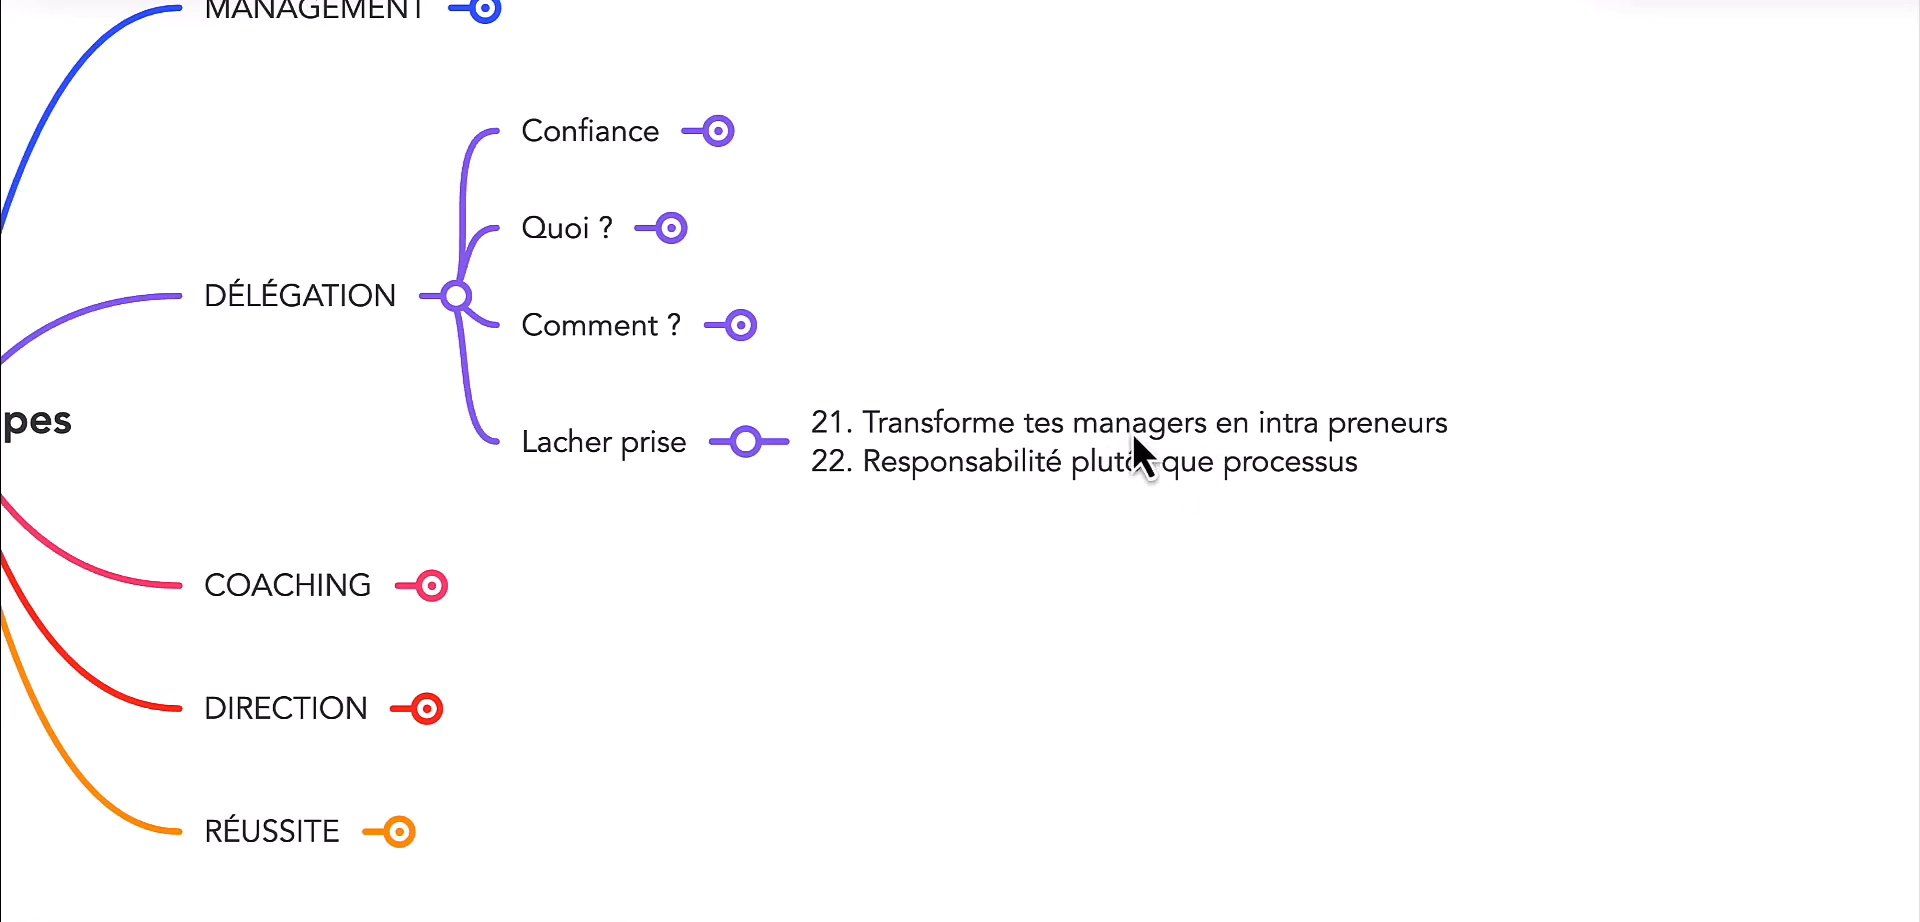 MANAGEMENT
Confiance
Quoi ?
DÉLÉGATION
Comment ?
pes
Lacher prise
21. Transforme tes managers en intra preneurs
22. Responsabilité plutôt que processus
COACHING
DIRECTION
RÉUSSITE